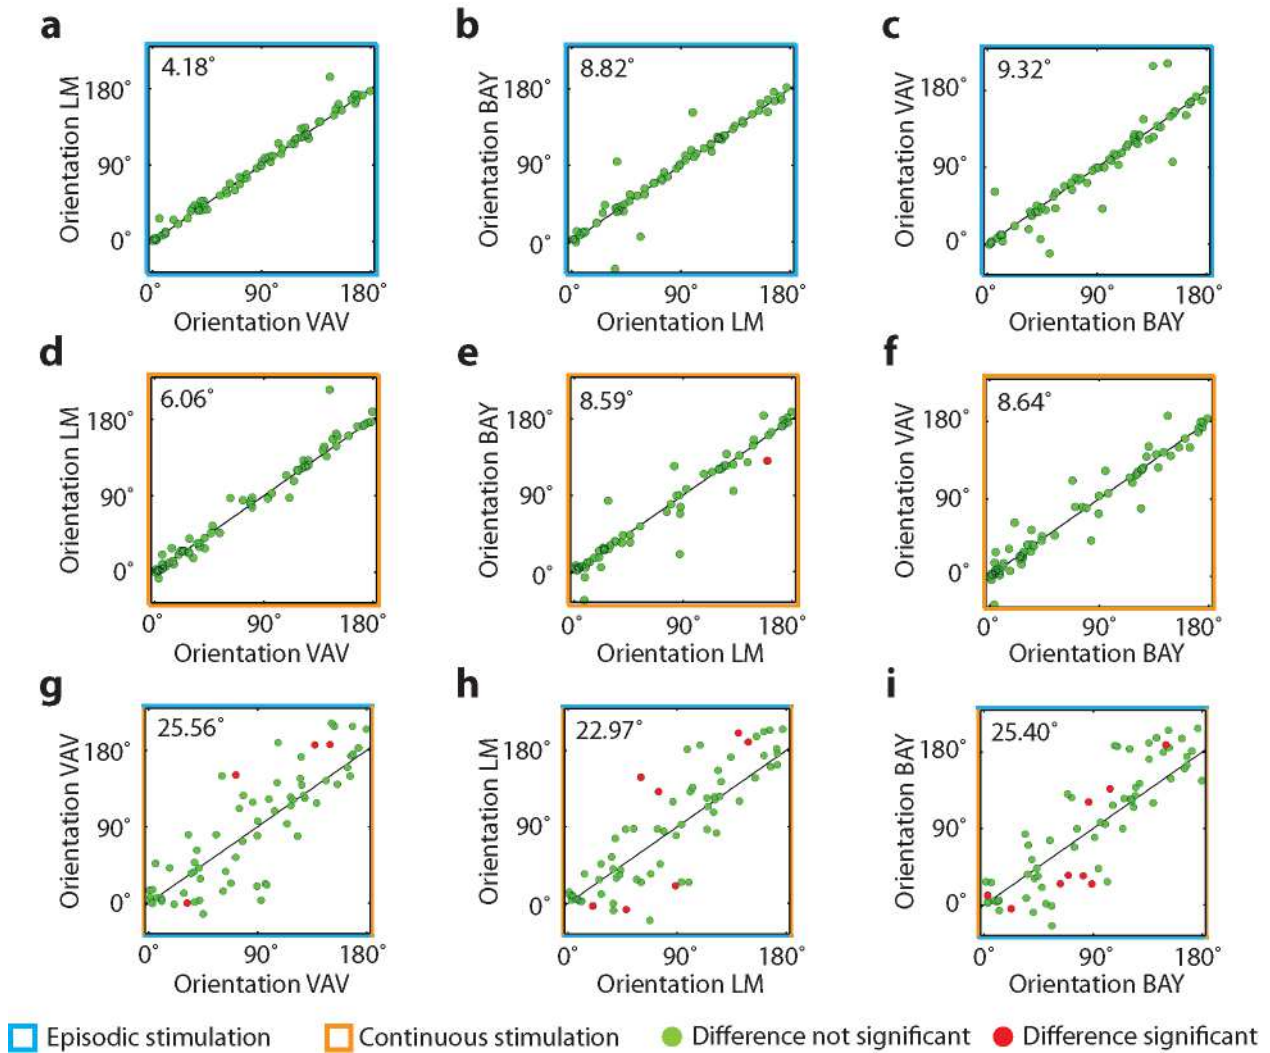 a b c
4.18° 8.82° 9.32°
Orientation LM Orientation BAY Orientation VAV
180° 180° 180°
90° 90° 90°
0° 0° 0°
0° 90° 180° 0° 90° 180° 0° 90° 180°
Orientation VAV Orientation LM Orientation BAY
d e f
6.06° 8.59° 8.64°
Orientation LM Orientation BAY Orientation VAV
180° 180° 180°
90° 90° 90°
0° 0° 0°
0° 90° 180° 0° 90° 180° 0° 90° 180°
Orientation VAV Orientation LM Orientation BAY
g h i
25.56° 22.97° 25.40°
Orientation VAV Orientation LM Orientation BAY
180° 180° 180°
90° 90° 90°
0° 0° 0°
0° 90° 180° 0° 90° 180° 0° 90° 180°
Orientation VAV Orientation LM Orientation BAY
Episodic stimulation Continuous stimulation Difference not significant Difference significant